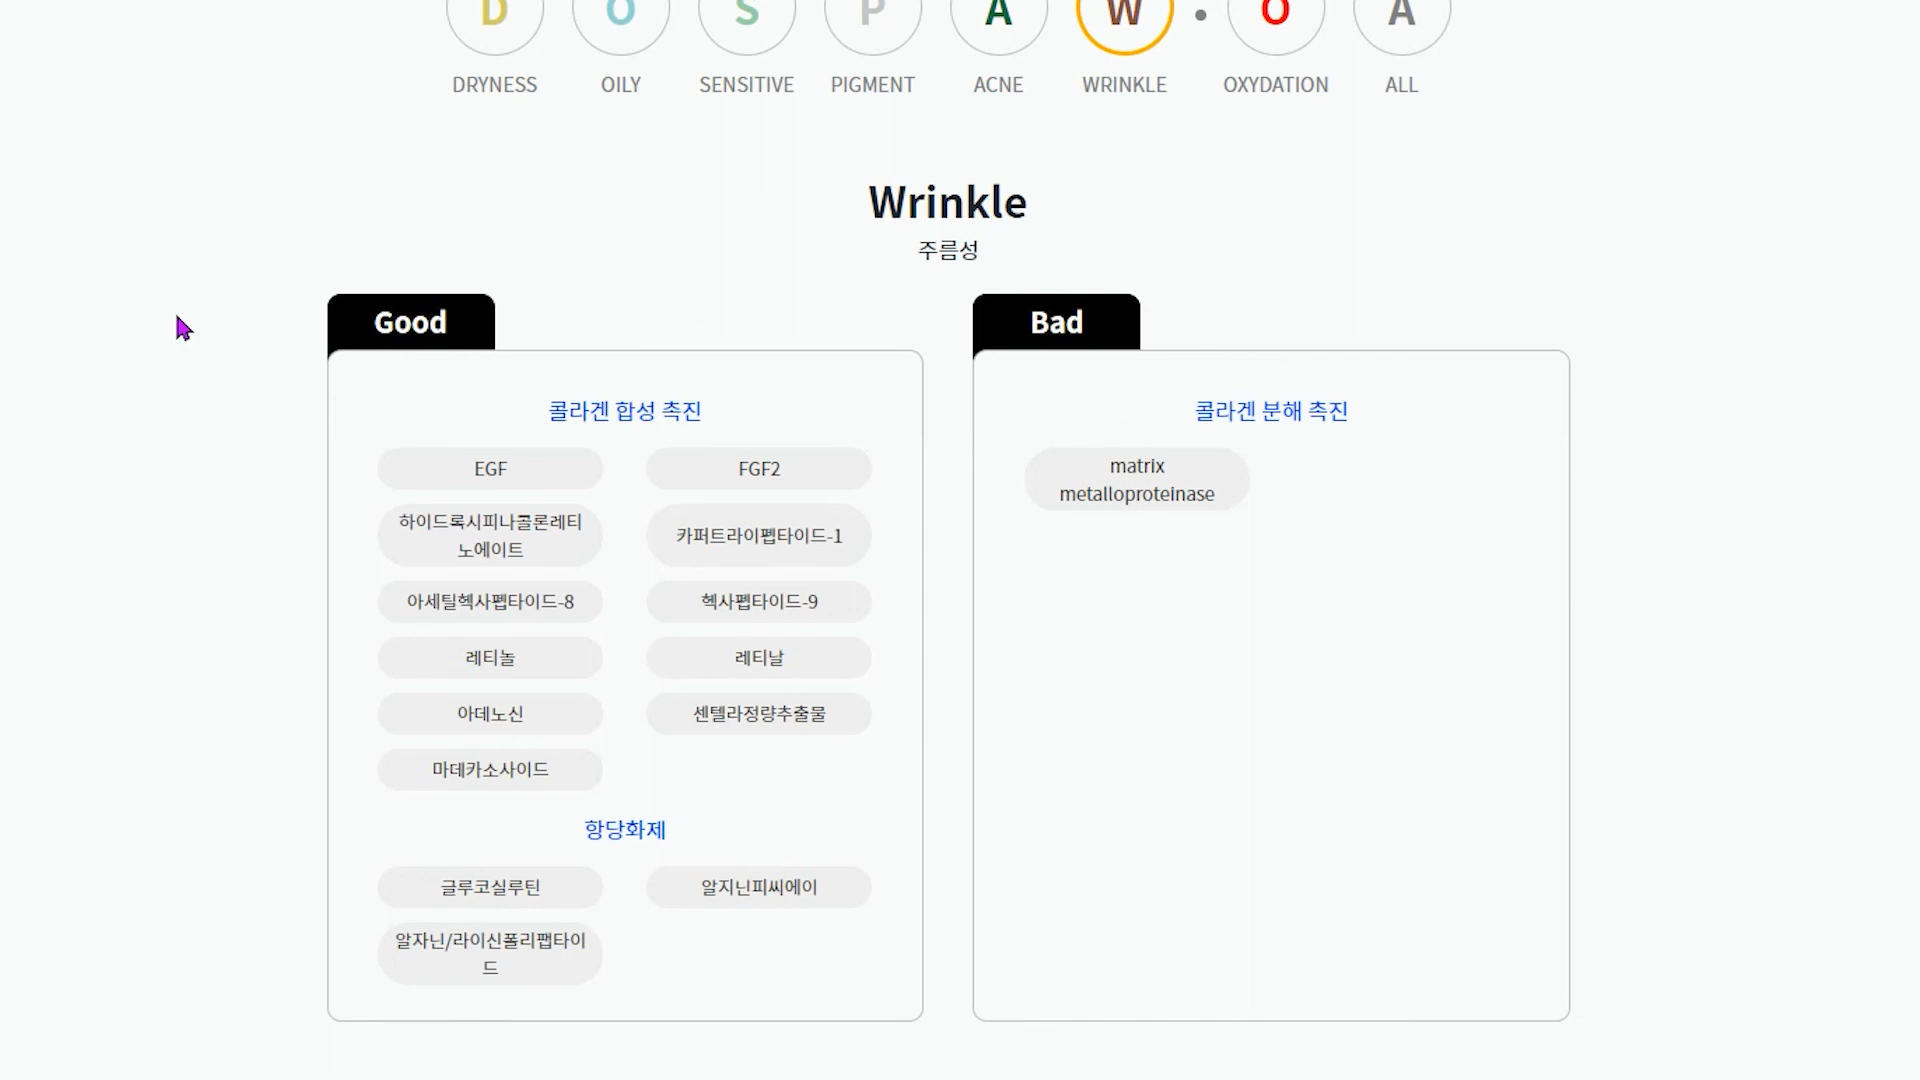 D O S P A W • O A
DRYNESS OILY SENSITIVE PIGMENT ACNE WRINKLE OXYDATION ALL
Wrinkle
주름성
Good
콜라겐 합성 촉진
EGF FGF2
하이드록시피나콜론레티
노에이트
카퍼트라이펩타이드-1
아세틸헥사펩타이드-8 헥사펩타이드-9
레티놀 레티날
아데노신 센텔라정량추출물
마데카소사이드
항당화제
글루코실루틴 알지닌피씨에이
알자닌/라이신폴리팹타이
드
Bad
콜라겐 분해 촉진
matrix
metalloproteinase